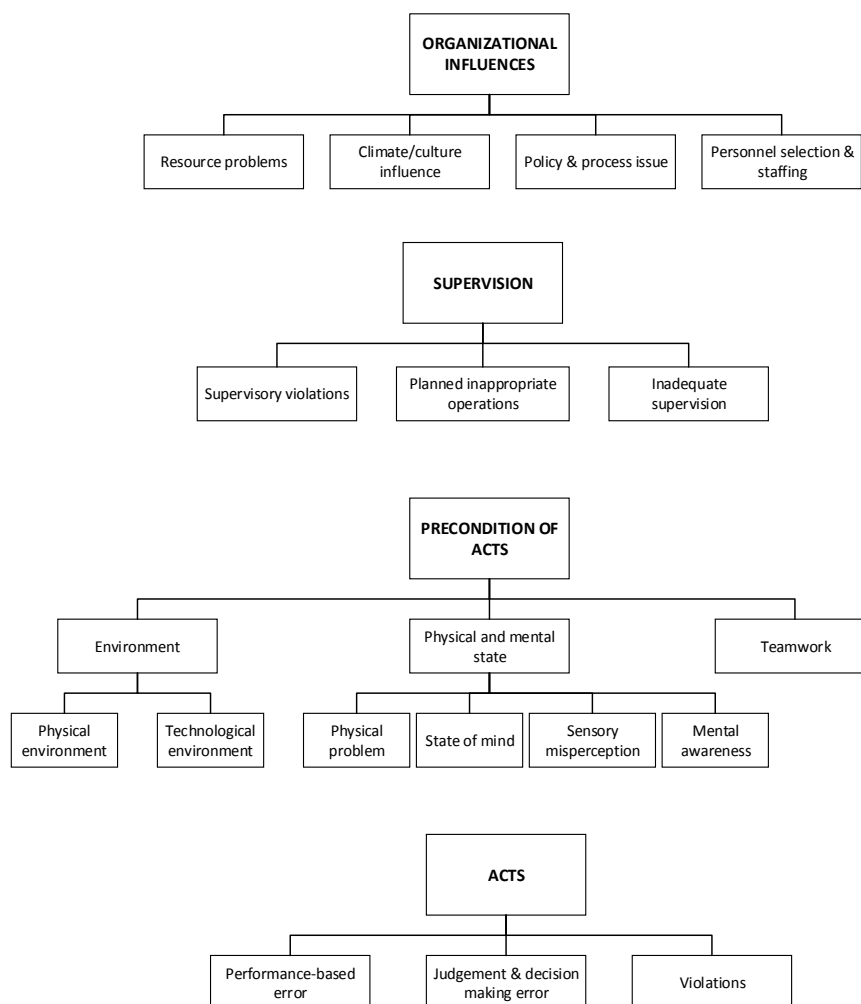 ORGANIZATIONAL
INFLUENCES
Resource problems
Climate/culture
influence
Policy & process issue
Personnel selection &
staffing
SUPERVISION
Supervisory violations
Planned inappropriate
operations
Inadequate
supervision
PRECONDITION OF
ACTS
Environment
Physical and mental
state
Teamwork
Physical
environment
Technological
environment
Physical
problem
State of mind
Sensory
misperception
Mental
awareness
ACTS
Performance-based
error
Judgement & decision
making error
Violations